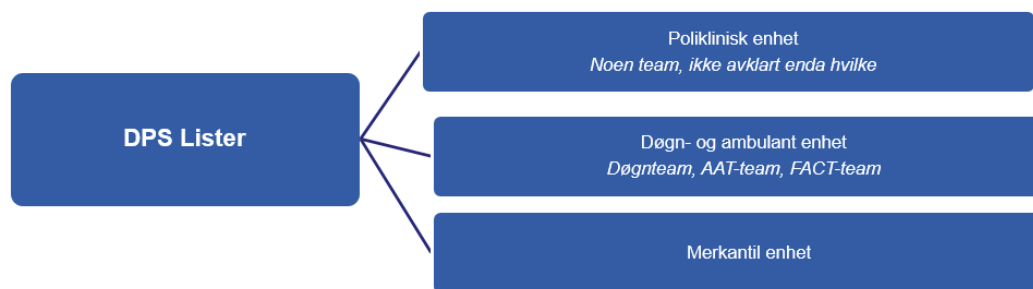 DPS Lister
Poliklinisk enhet
Noen team, ikke avklart enda hvilke
Døgn- og ambulant enhet
Døgnteam, AAT-team, FACT-team
Merkantil enhet